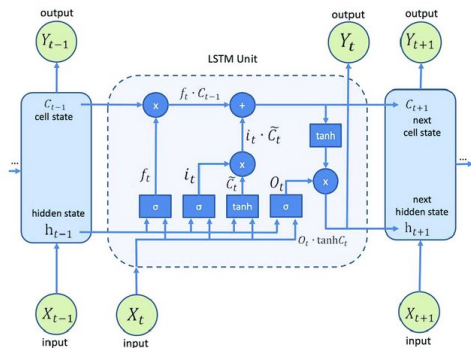 output
output
output
Y_{t-1}
Y_t
Y_{t+1}
LSTM Unit
C_{t-1}
cell state
x
f_t · C_{t-1}
+
C_{t+1}
next
cell state
tanh
i_t · C̃_t
...
f_t
i_t
x
C̃_t
O_t
x
...
hidden state
h_{t-1}
σ
σ
tanh
σ
next
hidden state
h_{t+1}
O_t · tanhC_t
X_{t-1}
X_t
X_{t+1}
input
input
input